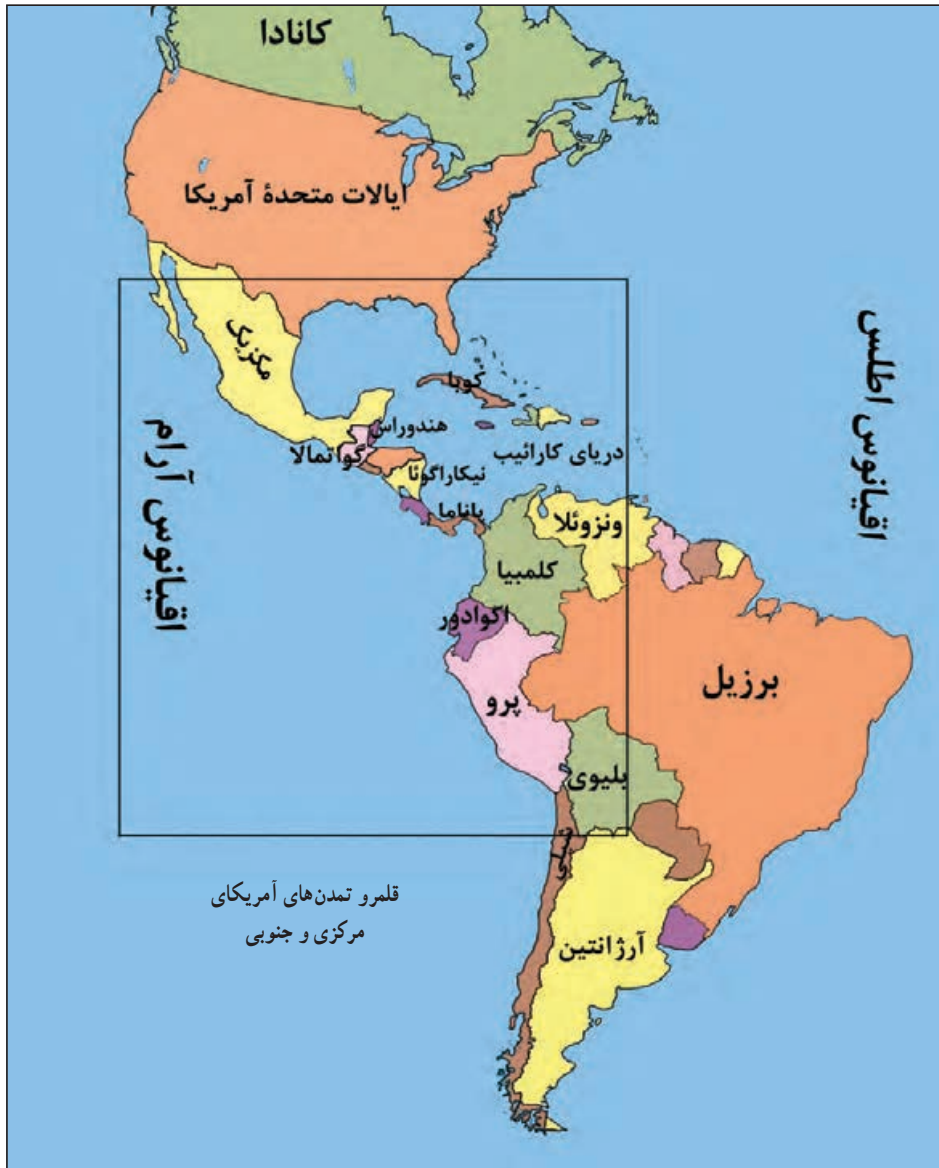 کانادا
ایالات متحدهٔ آمریکا
مکزیک
کوبا
هندوراس
گواتمالا
دریای کارائیب
نیکاراگوئا
پاناما
ونزوئلا
کلمبیا
اکوادور
برزیل
پرو
بلیوی
شیلی
آرژانتین
اقیانوس آرام
اقیانوس اطلس
قلمرو تمدن‌های آمریکای
مرکزی و جنوبی